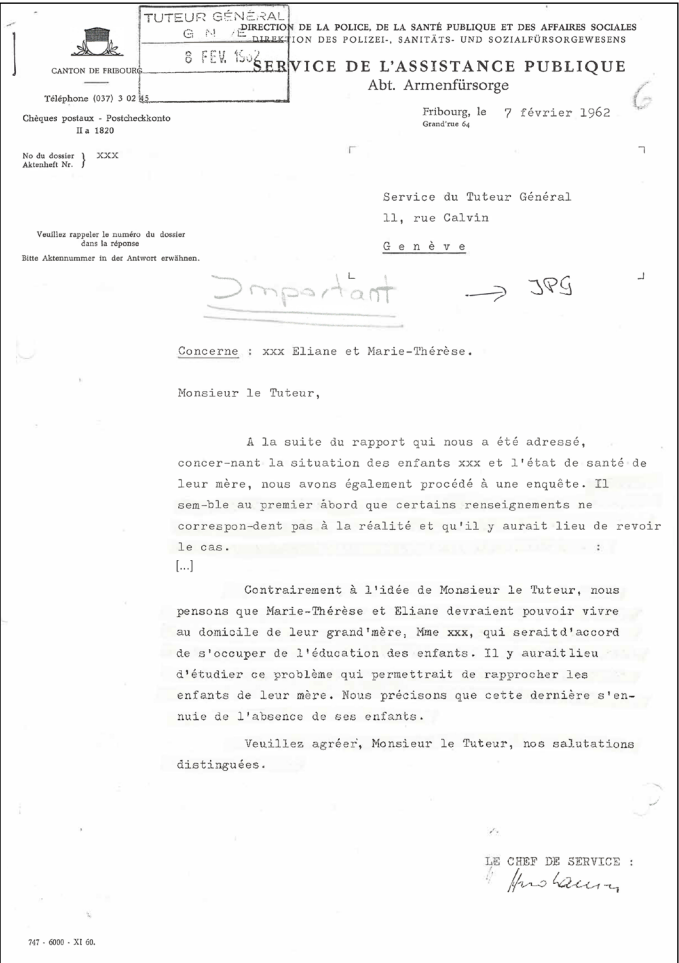 TUTEUR GÉNÉRAL
8 FEV. 1962
DIRECTION DE LA POLICE, DE LA SANTÉ PUBLIQUE ET DES AFFAIRES SOCIALES
DIREKTION DES POLIZEI-, SANITÄTS- UND SOZIALFÜRSORGEWESENS
SERVICE DE L'ASSISTANCE PUBLIQUE
Abt. Armenfürsorge
CANTON DE FRIBOURG
Téléphone (037) 3 02 45
Chèques postaux - Postcheckkonto
II a 1820
Fribourg, le 7 février 1962
Grand'rue 64
6
No du dossier } XXX
Aktenheft Nr. }
Service du Tuteur Général
11, rue Calvin
Genève
Veuillez rappeler le numéro du dossier
dans la réponse
Bitte Aktennummer in der Antwort erwähnen.
Important → JPG
Concerne : xxx Eliane et Marie-Thérèse.
Monsieur le Tuteur,
A la suite du rapport qui nous a été adressé,
concer-nant la situation des enfants xxx et l'état de santé de
leur mère, nous avons également procédé à une enquête. Il
sem-ble au premier abord que certains renseignements ne
correspon-dent pas à la réalité et qu'il y aurait lieu de revoir
le cas. :
[...]
Contrairement à l'idée de Monsieur le Tuteur, nous
pensons que Marie-Thérèse et Eliane devraient pouvoir vivre
au domicile de leur grand'mère, Mme xxx, qui seraitd'accord
de s'occuper de l'éducation des enfants. Il y auraitlieu
d'étudier ce problème qui permettrait de rapprocher les
enfants de leur mère. Nous précisons que cette dernière s'en-
nuie de l'absence de ses enfants.
Veuillez agréer, Monsieur le Tuteur, nos salutations
distinguées.
LE CHEF DE SERVICE :
747 - 6000 - XI 60.